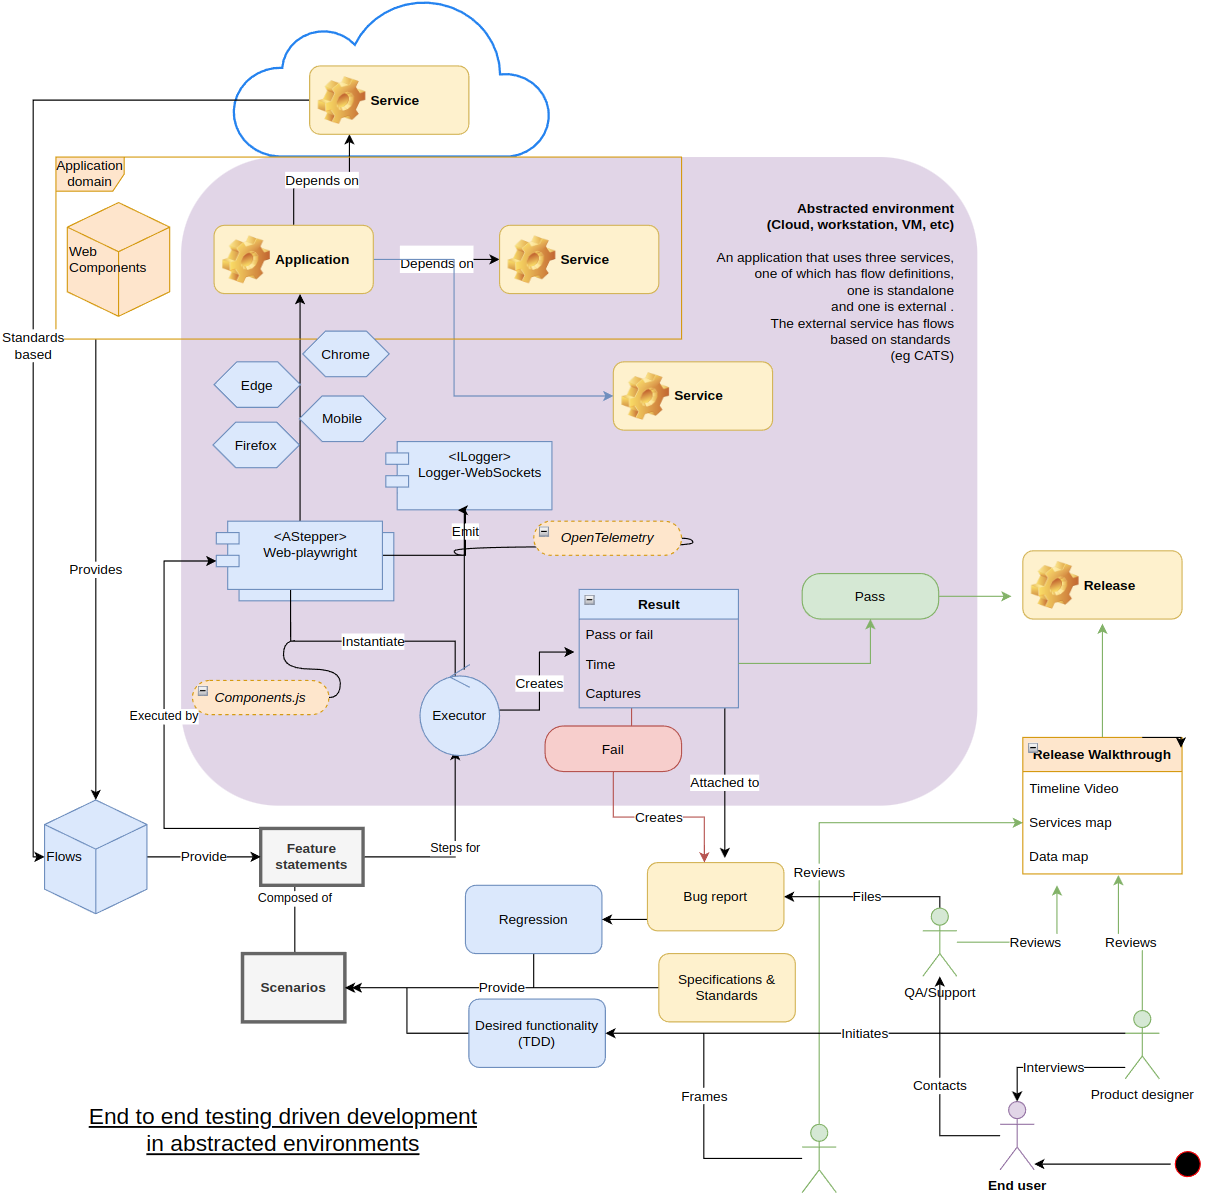 Service
Application
domain
Depends on
Abstracted environment
(Cloud, workstation, VM, etc)
Web
Components
Application
Depends on
Service
An application that uses three services,
one of which has flow definitions,
one is standalone
and one is external .
The external service has flows
based on standards
(eg CATS)
Standards
based
Chrome
Edge
Service
Mobile
Firefox
<ILogger>
Logger-WebSockets
Emit
<AStepper>
Web-playwright
OpenTelemetry
Provides
Release
Pass
Result
Pass or fail
Time
Captures
Instantiate
Creates
Components.js
Executed by
Executor
Fail
Release Walkthrough
Timeline Video
Services map
Data map
Attached to
Creates
Flows
Provide
Feature
statements
Steps for
Reviews
Composed of
Bug report
Files
Regression
Reviews
Reviews
Scenarios
Provide
Specifications &
Standards
QA/Support
Desired functionality
(TDD)
Initiates
Interviews
Contacts
Frames
Product designer
End to end testing driven development
in abstracted environments
End user